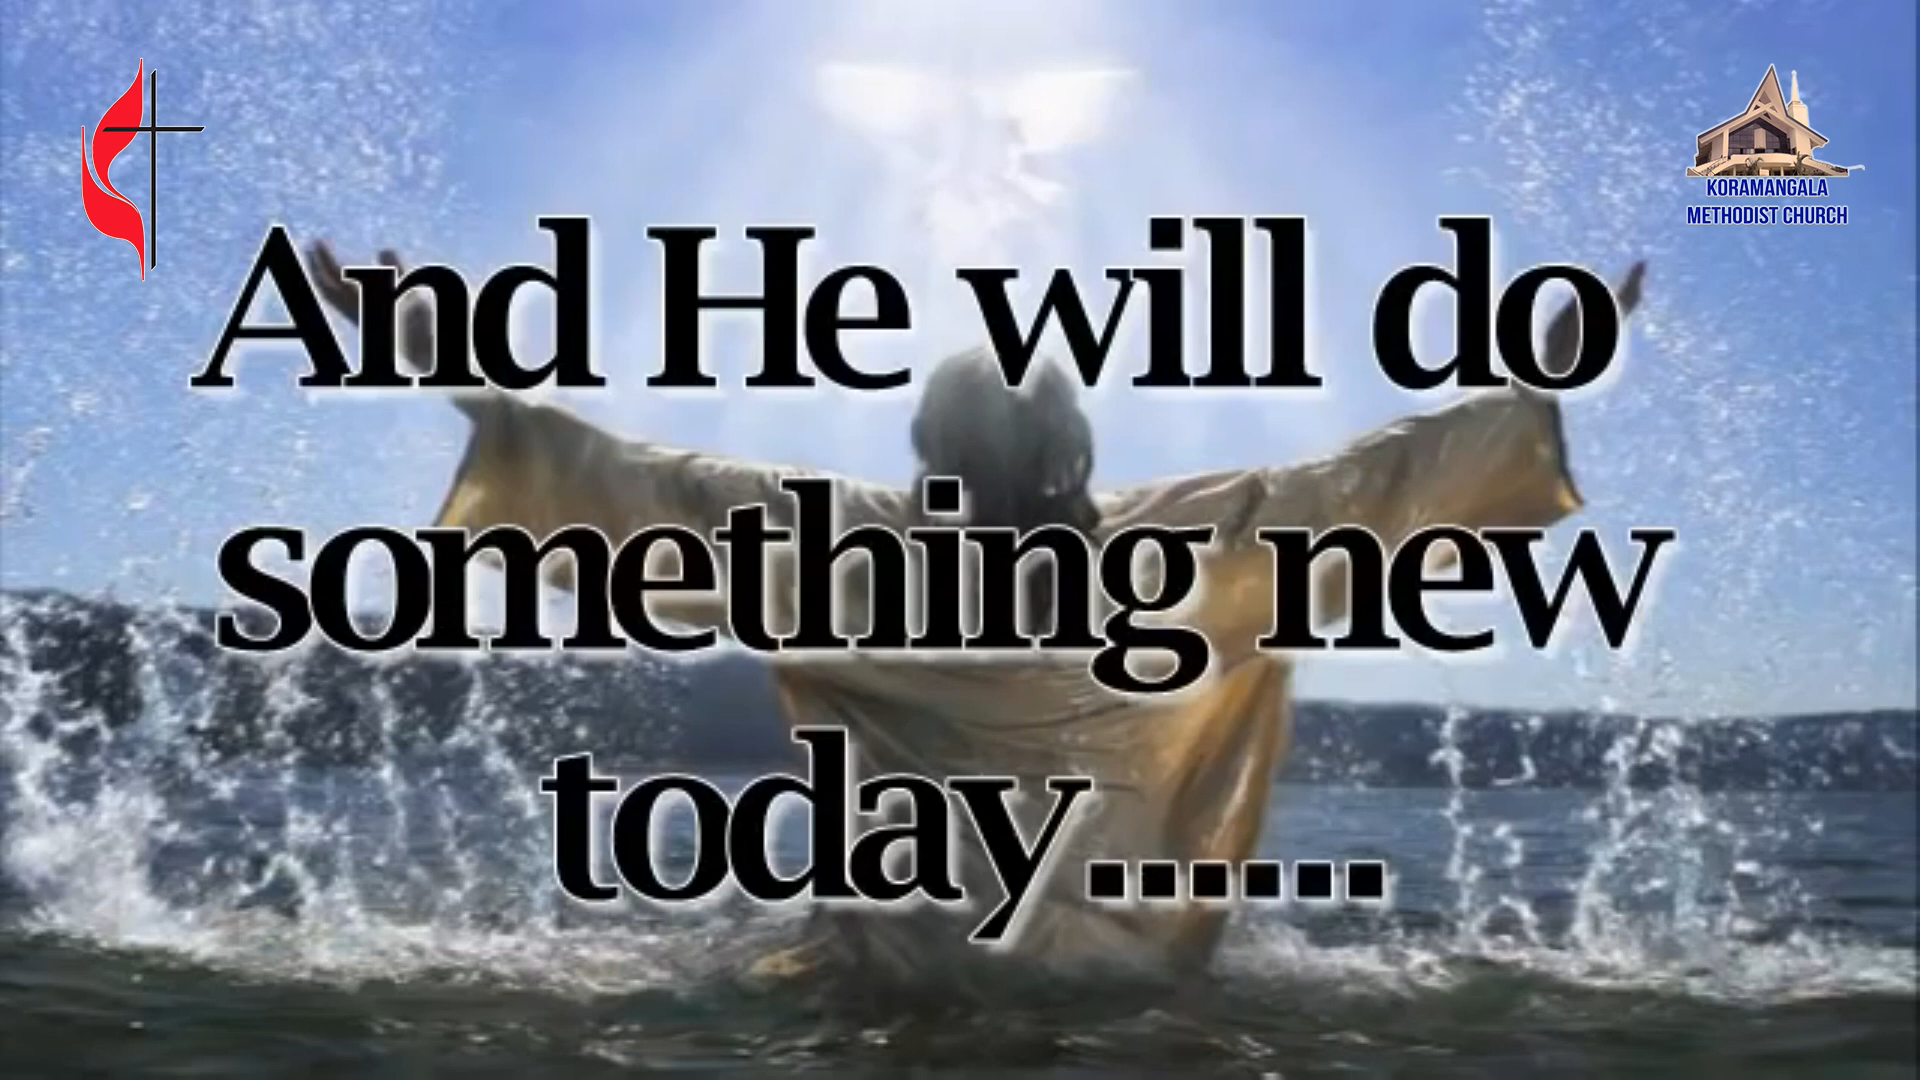 KORAMANGALA
METHODIST CHURCH
And He will do
something new
today......